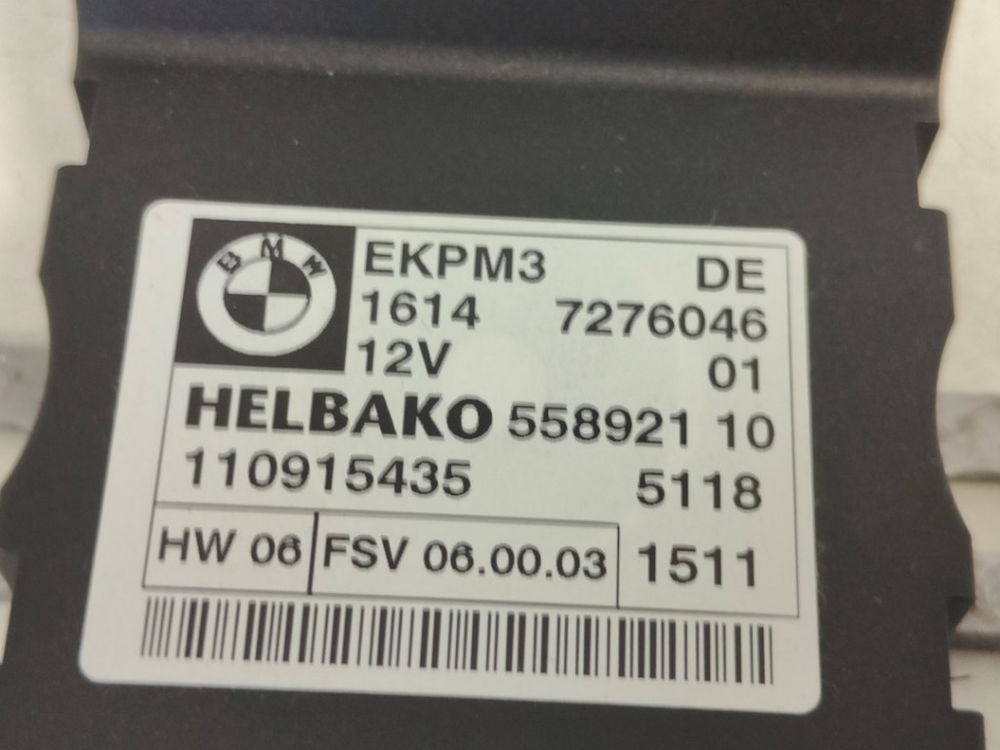 BMW
EKPM3 DE
1614 7276046
12V 01
HELBAKO 558921 10
110915435 5118
HW 06 FSV 06.00.03 1511